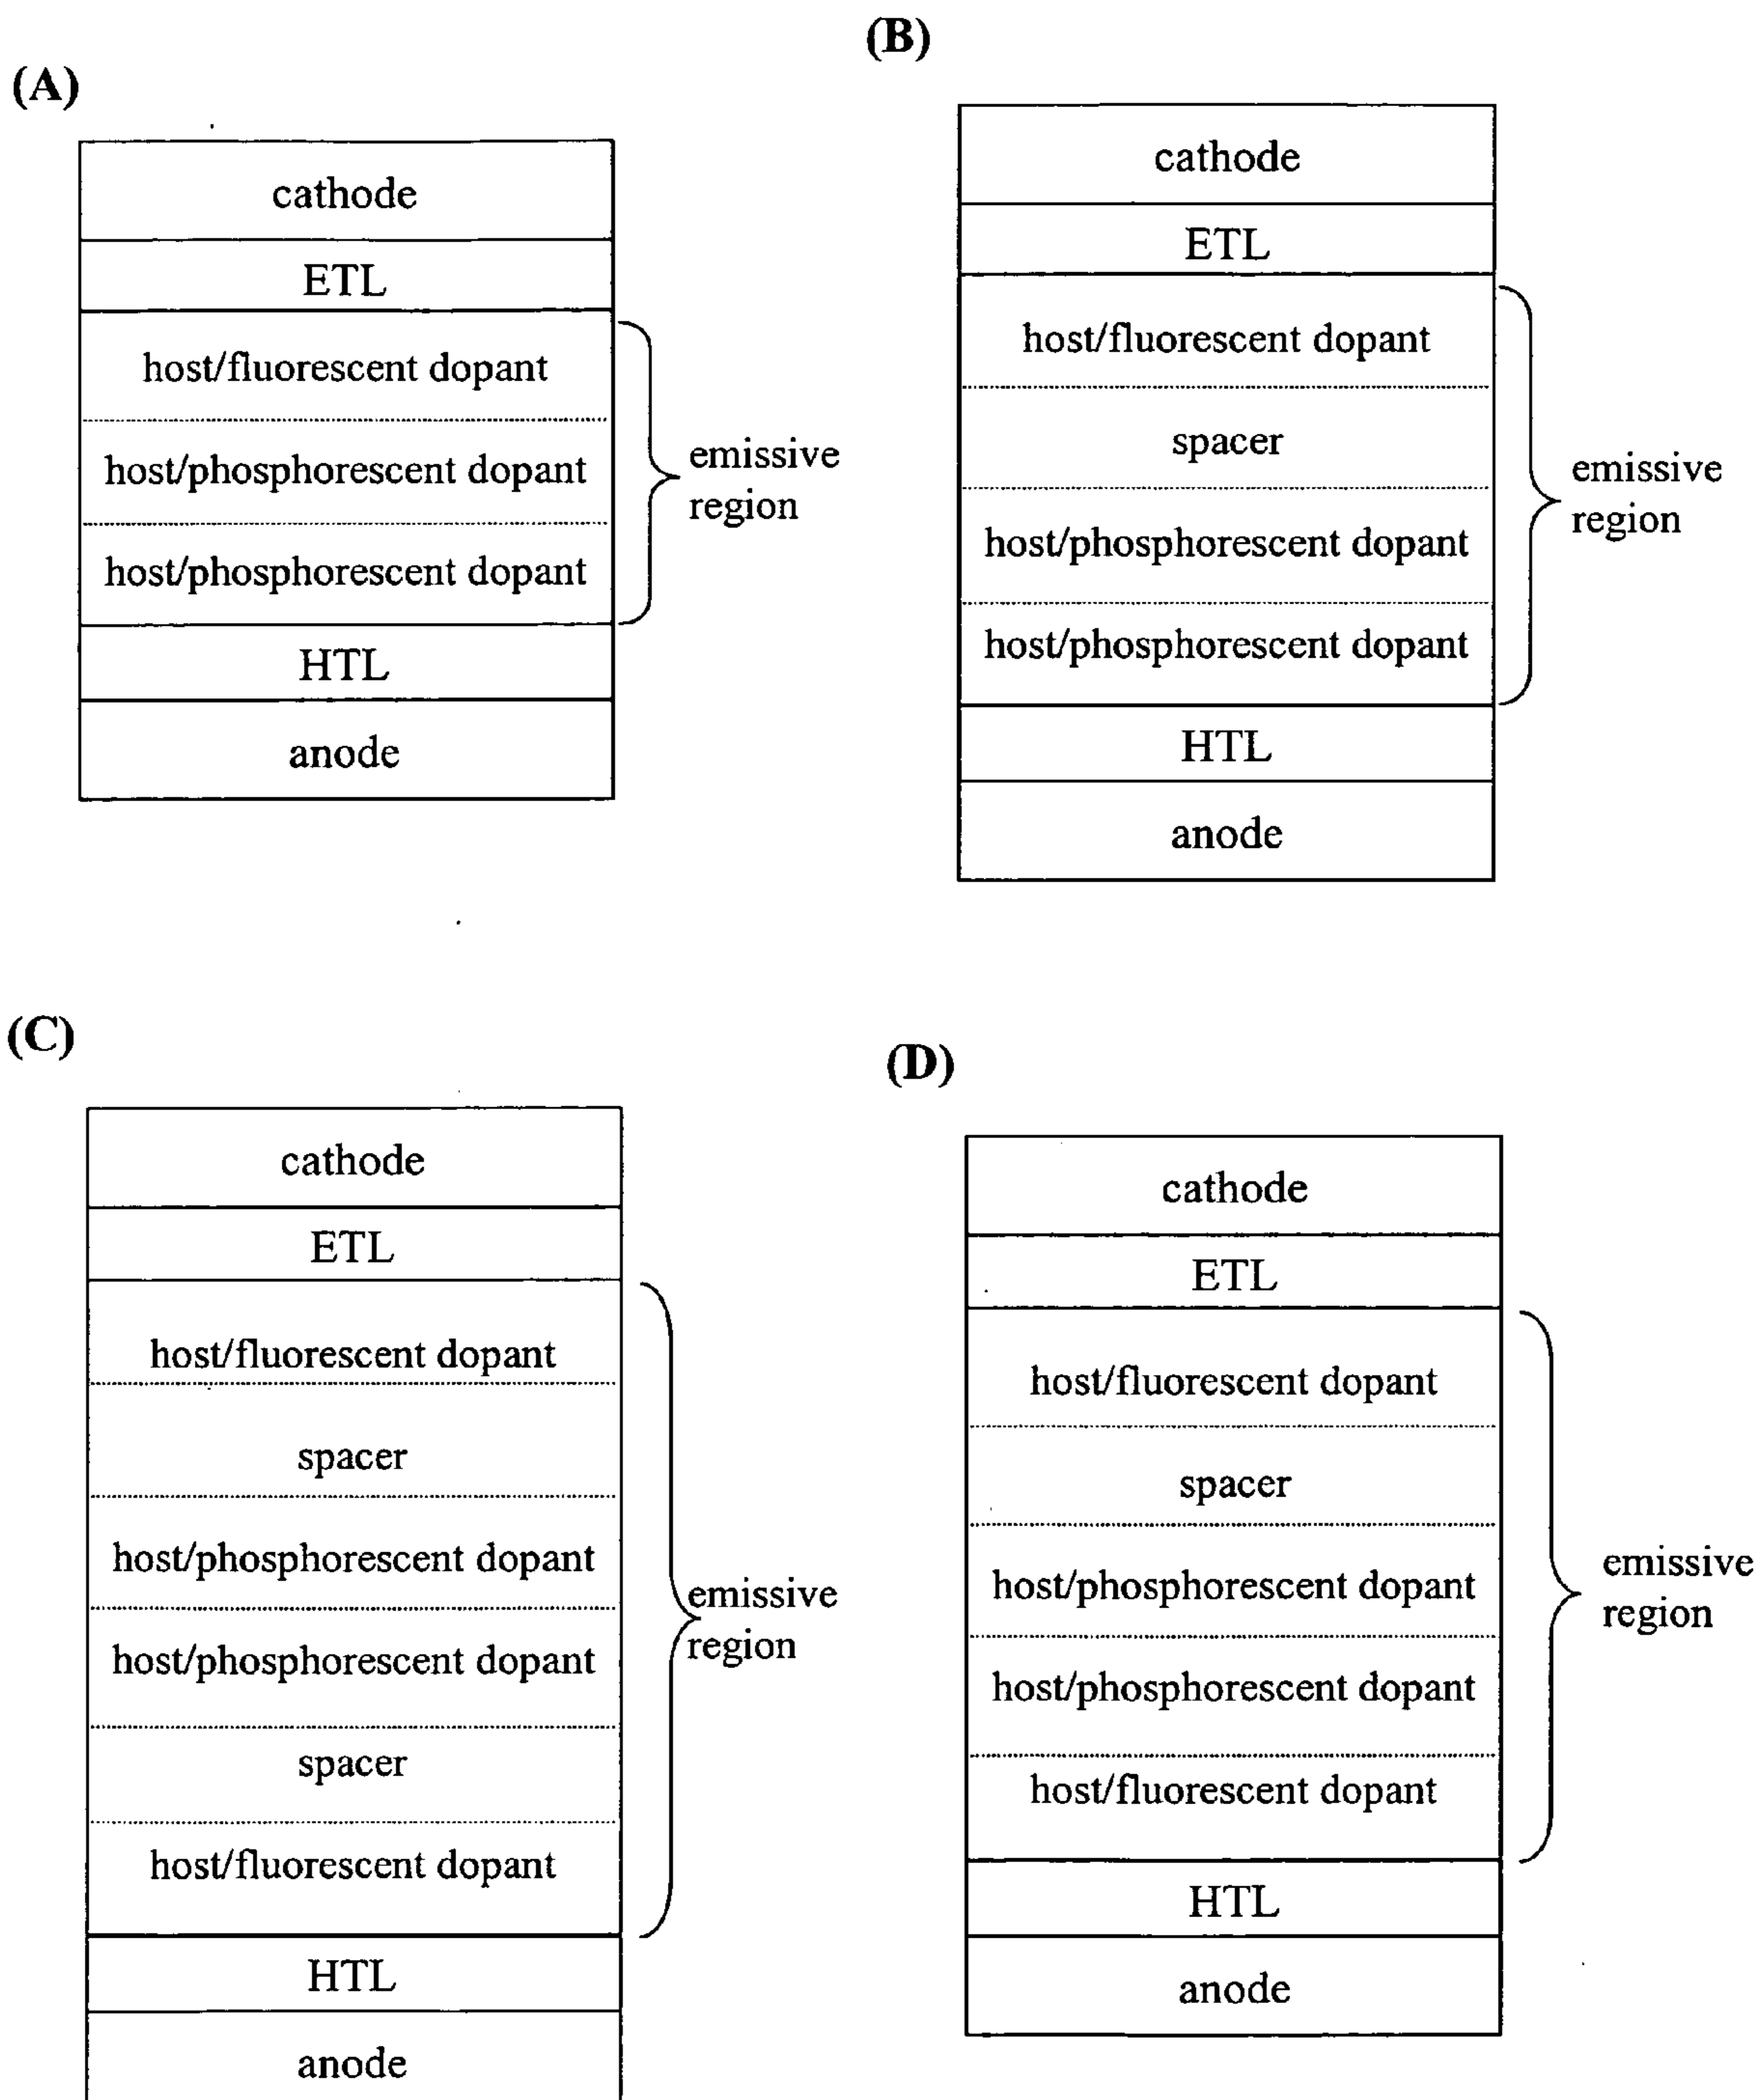 (A)
cathode
ETL
host/fluorescent dopant
host/phosphorescent dopant
host/phosphorescent dopant
HTL
anode
emissive
region
(B)
cathode
ETL
host/fluorescent dopant
spacer
host/phosphorescent dopant
host/phosphorescent dopant
HTL
anode
emissive
region
(C)
cathode
ETL
host/fluorescent dopant
spacer
host/phosphorescent dopant
host/phosphorescent dopant
spacer
host/fluorescent dopant
HTL
anode
emissive
region
(D)
cathode
ETL
host/fluorescent dopant
spacer
host/phosphorescent dopant
host/phosphorescent dopant
host/fluorescent dopant
HTL
anode
emissive
region